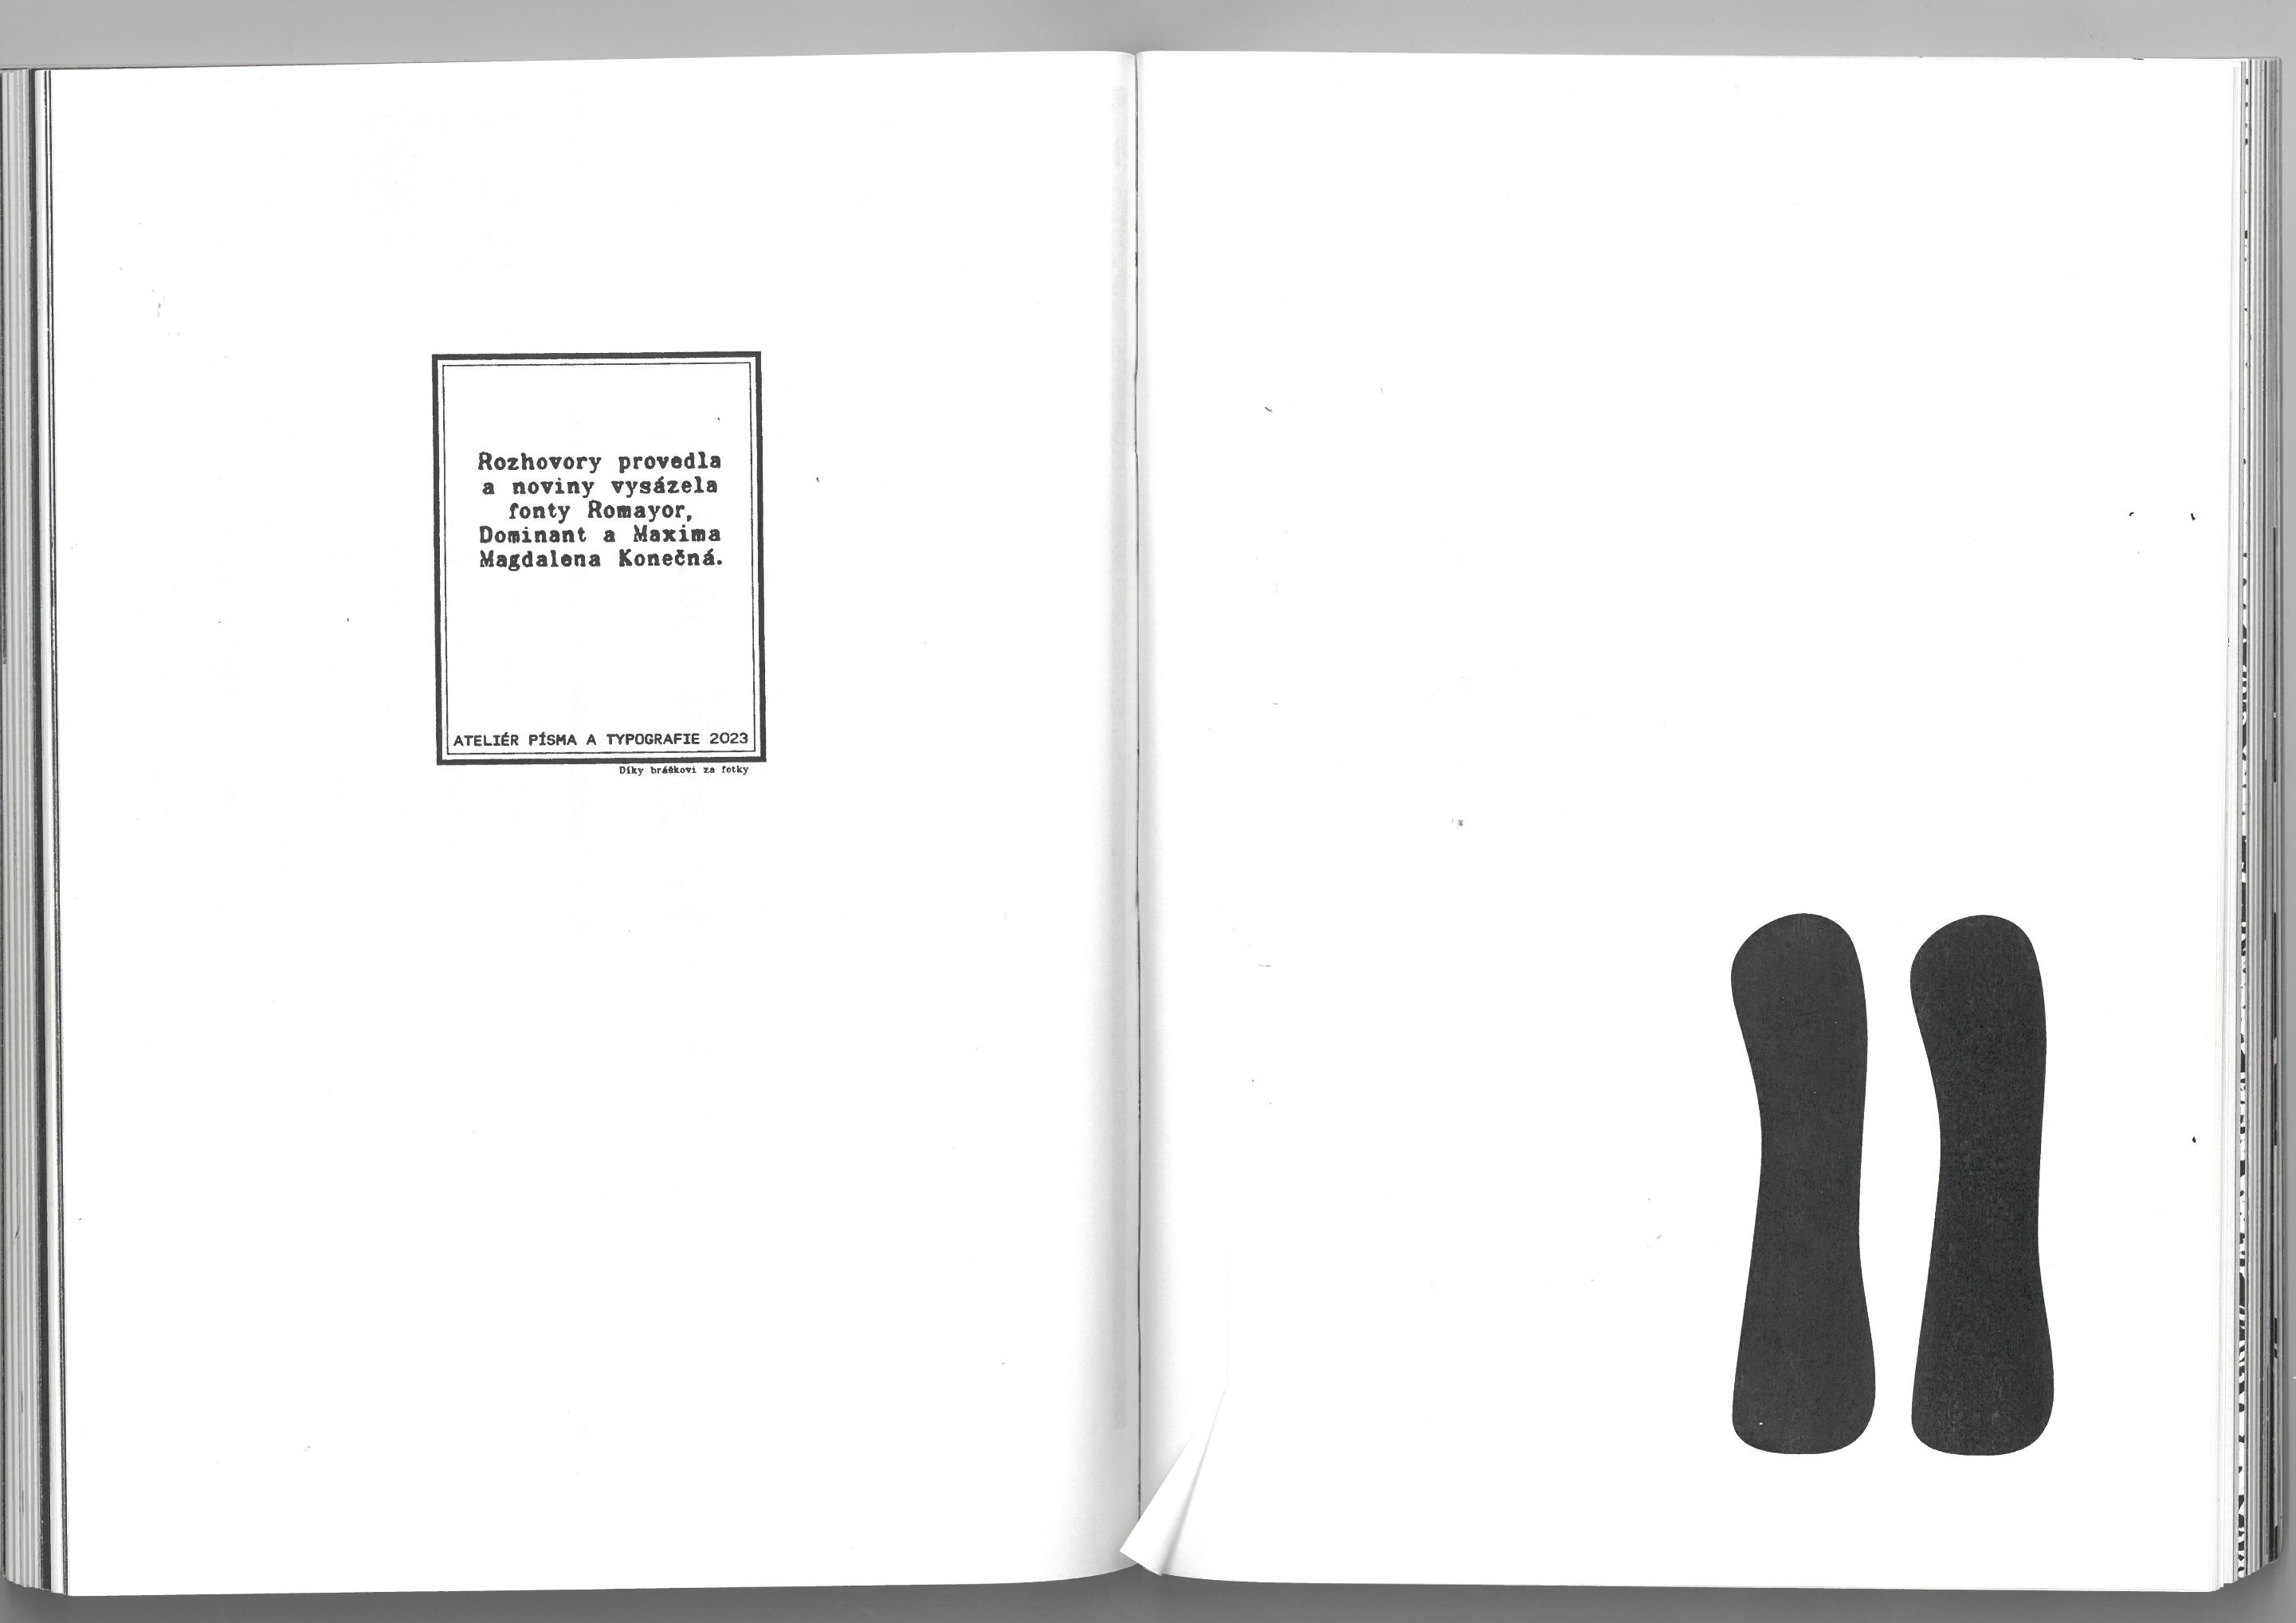 Rozhovory provedla
a noviny vysázela
fonty Romayor,
Dominant a Maxima
Magdalena Konečná.
ATELIÉR PÍSMA A TYPOGRAFIE 2023
Díky bráškovi za fotky